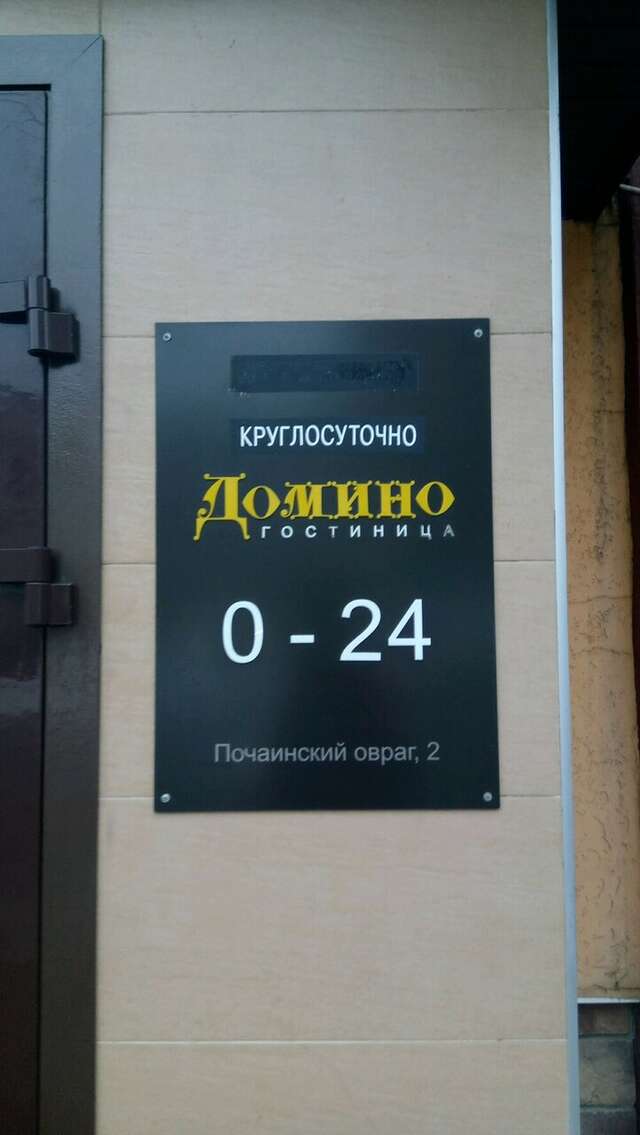 КРУГЛОСУТОЧНО
Домино
ГОСТИНИЦА
0 - 24
Почаинский овраг, 2